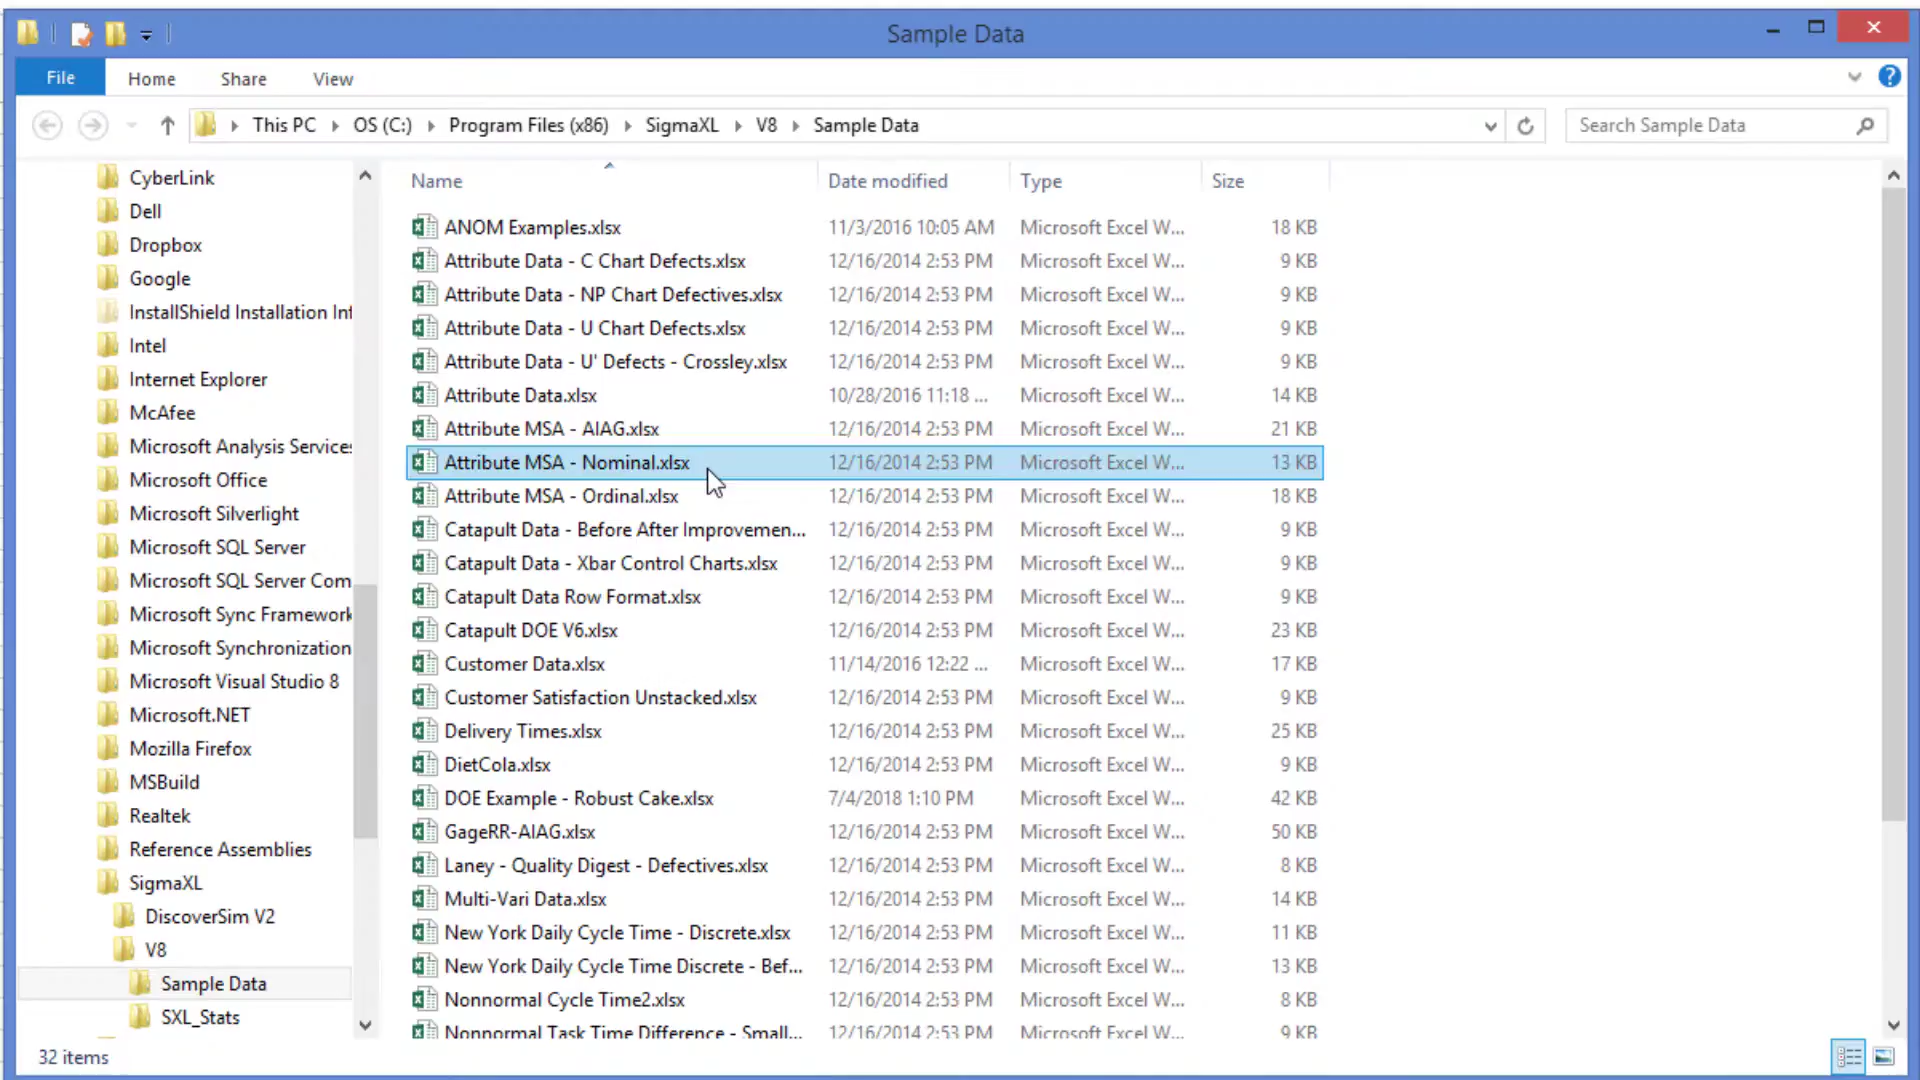 Sample Data
File Home Share View
This PC OS (C:) Program Files (x86) SigmaXL V8 Sample Data
Search Sample Data
CyberLink
Dell
Dropbox
Google
InstallShield Installation Inf
Intel
Internet Explorer
McAfee
Microsoft Analysis Services
Microsoft Office
Microsoft Silverlight
Microsoft SQL Server
Microsoft SQL Server Com
Microsoft Sync Framework
Microsoft Synchronization
Microsoft Visual Studio 8
Microsoft.NET
Mozilla Firefox
MSBuild
Realtek
Reference Assemblies
SigmaXL
DiscoverSim V2
V8
Sample Data
SXL_Stats
Name Date modified Type Size
ANOM Examples.xlsx 11/3/2016 10:05 AM Microsoft Excel W... 18 KB
Attribute Data - C Chart Defects.xlsx 12/16/2014 2:53 PM Microsoft Excel W... 9 KB
Attribute Data - NP Chart Defectives.xlsx 12/16/2014 2:53 PM Microsoft Excel W... 9 KB
Attribute Data - U Chart Defects.xlsx 12/16/2014 2:53 PM Microsoft Excel W... 9 KB
Attribute Data - U' Defects - Crossley.xlsx 12/16/2014 2:53 PM Microsoft Excel W... 9 KB
Attribute Data.xlsx 10/28/2016 11:18 ... Microsoft Excel W... 14 KB
Attribute MSA - AIAG.xlsx 12/16/2014 2:53 PM Microsoft Excel W... 21 KB
Attribute MSA - Nominal.xlsx 12/16/2014 2:53 PM Microsoft Excel W... 13 KB
Attribute MSA - Ordinal.xlsx 12/16/2014 2:53 PM Microsoft Excel W... 18 KB
Catapult Data - Before After Improvemen... 12/16/2014 2:53 PM Microsoft Excel W... 9 KB
Catapult Data - Xbar Control Charts.xlsx 12/16/2014 2:53 PM Microsoft Excel W... 9 KB
Catapult Data Row Format.xlsx 12/16/2014 2:53 PM Microsoft Excel W... 9 KB
Catapult DOE V6.xlsx 12/16/2014 2:53 PM Microsoft Excel W... 23 KB
Customer Data.xlsx 11/14/2016 12:22 ... Microsoft Excel W... 17 KB
Customer Satisfaction Unstacked.xlsx 12/16/2014 2:53 PM Microsoft Excel W... 9 KB
Delivery Times.xlsx 12/16/2014 2:53 PM Microsoft Excel W... 25 KB
DietCola.xlsx 12/16/2014 2:53 PM Microsoft Excel W... 9 KB
DOE Example - Robust Cake.xlsx 7/4/2018 1:10 PM Microsoft Excel W... 42 KB
GageRR-AIAG.xlsx 12/16/2014 2:53 PM Microsoft Excel W... 50 KB
Laney - Quality Digest - Defectives.xlsx 12/16/2014 2:53 PM Microsoft Excel W... 8 KB
Multi-Vari Data.xlsx 12/16/2014 2:53 PM Microsoft Excel W... 14 KB
New York Daily Cycle Time - Discrete.xlsx 12/16/2014 2:53 PM Microsoft Excel W... 11 KB
New York Daily Cycle Time Discrete - Bef... 12/16/2014 2:53 PM Microsoft Excel W... 13 KB
Nonnormal Cycle Time2.xlsx 12/16/2014 2:53 PM Microsoft Excel W... 8 KB
Nonnormal Task Time Difference - Small... 12/16/2014 2:53 PM Microsoft Excel W... 9 KB
32 items